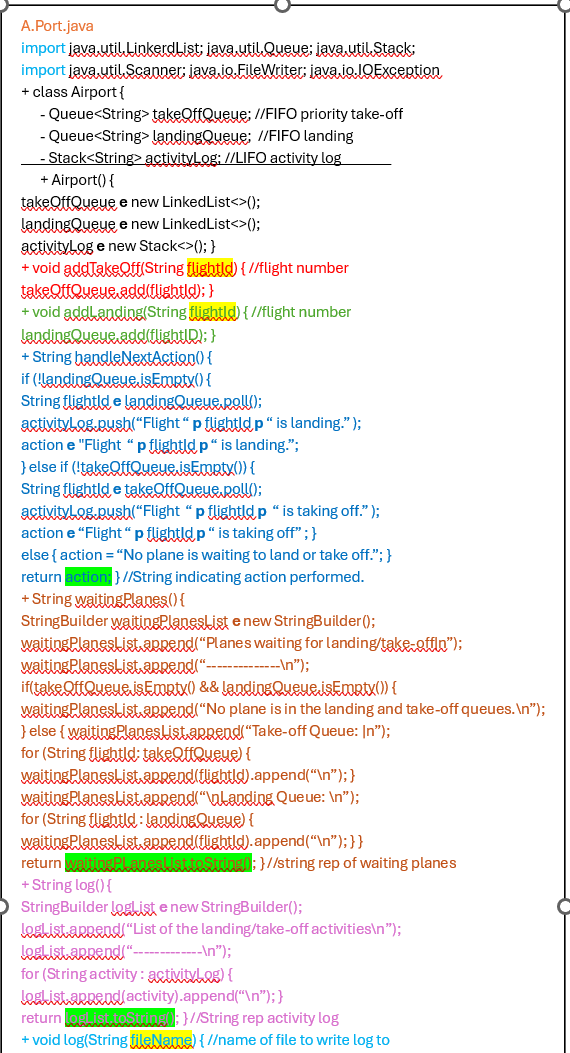 A.Port.java
import java.util.LinkerdList; java.util.Queue; java.util.Stack;
import java.util.Scanner; java.io.FileWriter; java.io.IOException
+ class Airport {
- Queue<String> takeOffQueue; //FIFO priority take-off
- Queue<String> landingQueue;  //FIFO landing
- Stack<String> activityLog; //LIFO activity log
+ Airport() {
takeOffQueue e new LinkedList<>();
landingQueue e new LinkedList<>();
activityLog e new Stack<>(); }
+ void addTakeOff(String flightId) { //flight number
takeOffQueue.add(flightId); }
+ void addLanding(String flightId) { //flight number
landingQueue.add(flightID); }
+ String handleNextAction() {
if (!landingQueue.isEmpty() {
String flightId e landingQueue.poll();
activityLog.push(“Flight “ p flightId p “ is landing.” );
action e "Flight  “ p flightId p “ is landing.”;
} else if (!takeOffQueue.isEmpty()) {
String flightId e takeOffQueue.poll();
activityLog.push(“Flight  “ p flightId p  “ is taking off.” );
action e “Flight “ p flightId p “ is taking off” ; }
else { action = “No plane is waiting to land or take off.”; }
return action; } //String indicating action performed.
+ String waitingPlanes() {
StringBuilder waitingPlanesList e new StringBuilder();
waitingPlanesList.append(“Planes waiting for landing/take-off|n”);
waitingPlanesList.append(“--------------\n”);
if(takeOffQueue.isEmpty() && landingQueue.isEmpty()) {
waitingPlanesList.append(“No plane is in the landing and take-off queues.\n”);
} else { waitingPlanesList.append(“Take-off Queue: |n”);
for (String flightId: takeOffQueue) {
waitingPlanesList.append(flightId).append(“\n”); }
waitingPlanesList.append(“\nLanding Queue: \n”);
for (String flightId : landingQueue) {
waitingPlanesList.append(flightId).append(“\n”); } }
return waitingPLanesList.toString(); } //string rep of waiting planes
+ String log() {
StringBuilder logList e new StringBuilder();
logList.append(“List of the landing/take-off activities\n”);
logList.append(“-------------\n”);
for (String activity : activityLog) {
logList.append(activity).append(“\n”); }
return logList.toString(); } //String rep activity log
+ void log(String fileName) { //name of file to write log to